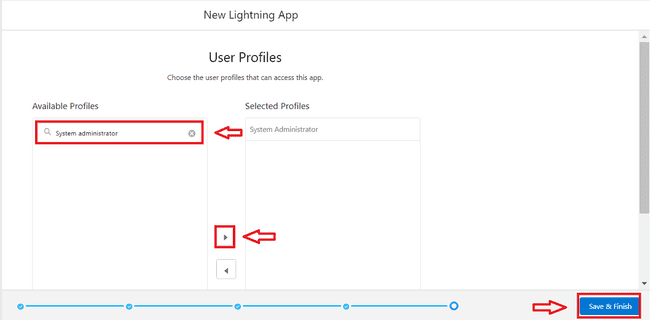 New Lightning App
User Profiles
Choose the user profiles that can access this app.
Available Profiles
Selected Profiles
System administrator
System Administrator
Save & Finish